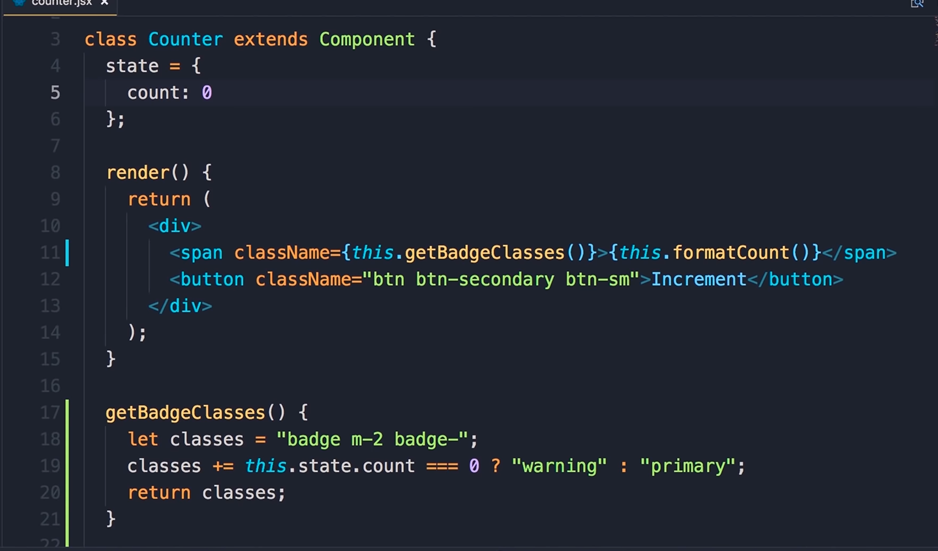 counter.jsx ×
3 class Counter extends Component {
4 state = {
5 count: 0
6 };
7
8 render() {
9 return (
10 <div>
11 <span className={this.getBadgeClasses()}>{this.formatCount()}</span>
12 <button className="btn btn-secondary btn-sm">Increment</button>
13 </div>
14 );
15 }
16
17 getBadgeClasses() {
18 let classes = "badge m-2 badge-";
19 classes += this.state.count === 0 ? "warning" : "primary";
20 return classes;
21 }
22